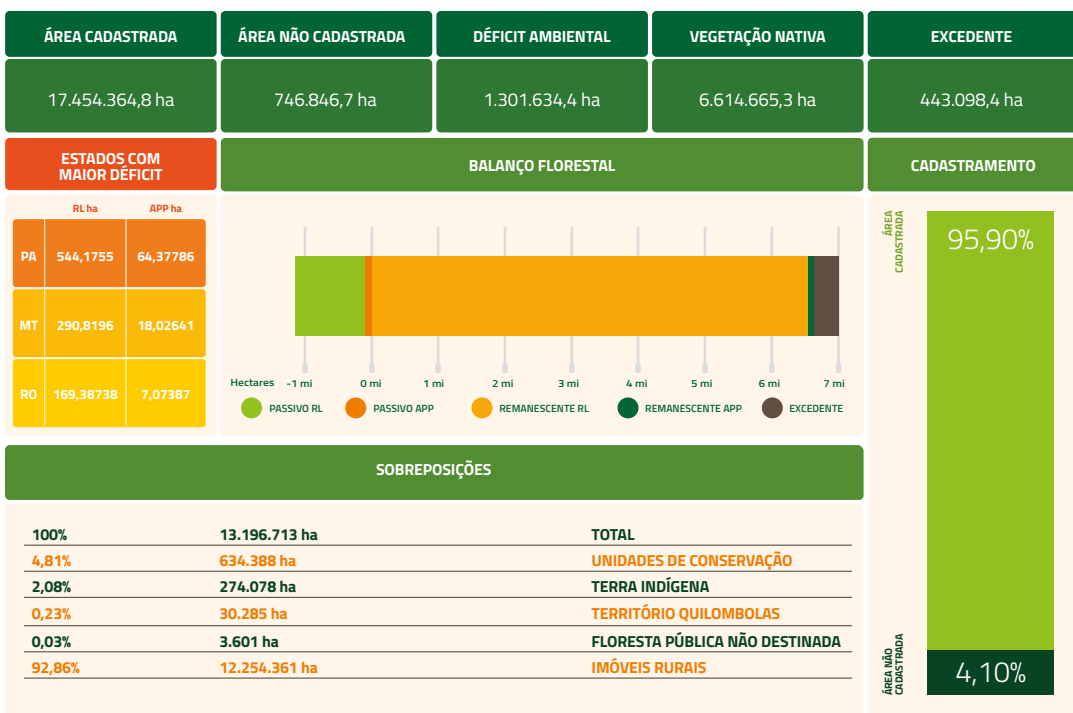 ÁREA CADASTRADA
17.454.364,8 ha
ÁREA NÃO CADASTRADA
746.846,7 ha
DÉFICIT AMBIENTAL
1.301.634,4 ha
VEGETAÇÃO NATIVA
6.614.665,3 ha
EXCEDENTE
443.098,4 ha
ESTADOS COM
MAIOR DÉFICIT
RL ha APP ha
PA 544,1755 64,37786
MT 290,8196 18,02641
RO 169,38738 7,07387
BALANÇO FLORESTAL
Hectares -1 mi 0 mi 1 mi 2 mi 3 mi 4 mi 5 mi 6 mi 7 mi
PASSIVO RL PASSIVO APP REMANESCENTE RL REMANESCENTE APP EXCEDENTE
CADASTRAMENTO
ÁREA
CADASTRADA
95,90%
ÁREA NÃO
CADASTRADA
4,10%
SOBREPOSIÇÕES
100% 13.196.713 ha TOTAL
4,81% 634.388 ha UNIDADES DE CONSERVAÇÃO
2,08% 274.078 ha TERRA INDÍGENA
0,23% 30.285 ha TERRITÓRIO QUILOMBOLAS
0,03% 3.601 ha FLORESTA PÚBLICA NÃO DESTINADA
92,86% 12.254.361 ha IMÓVEIS RURAIS